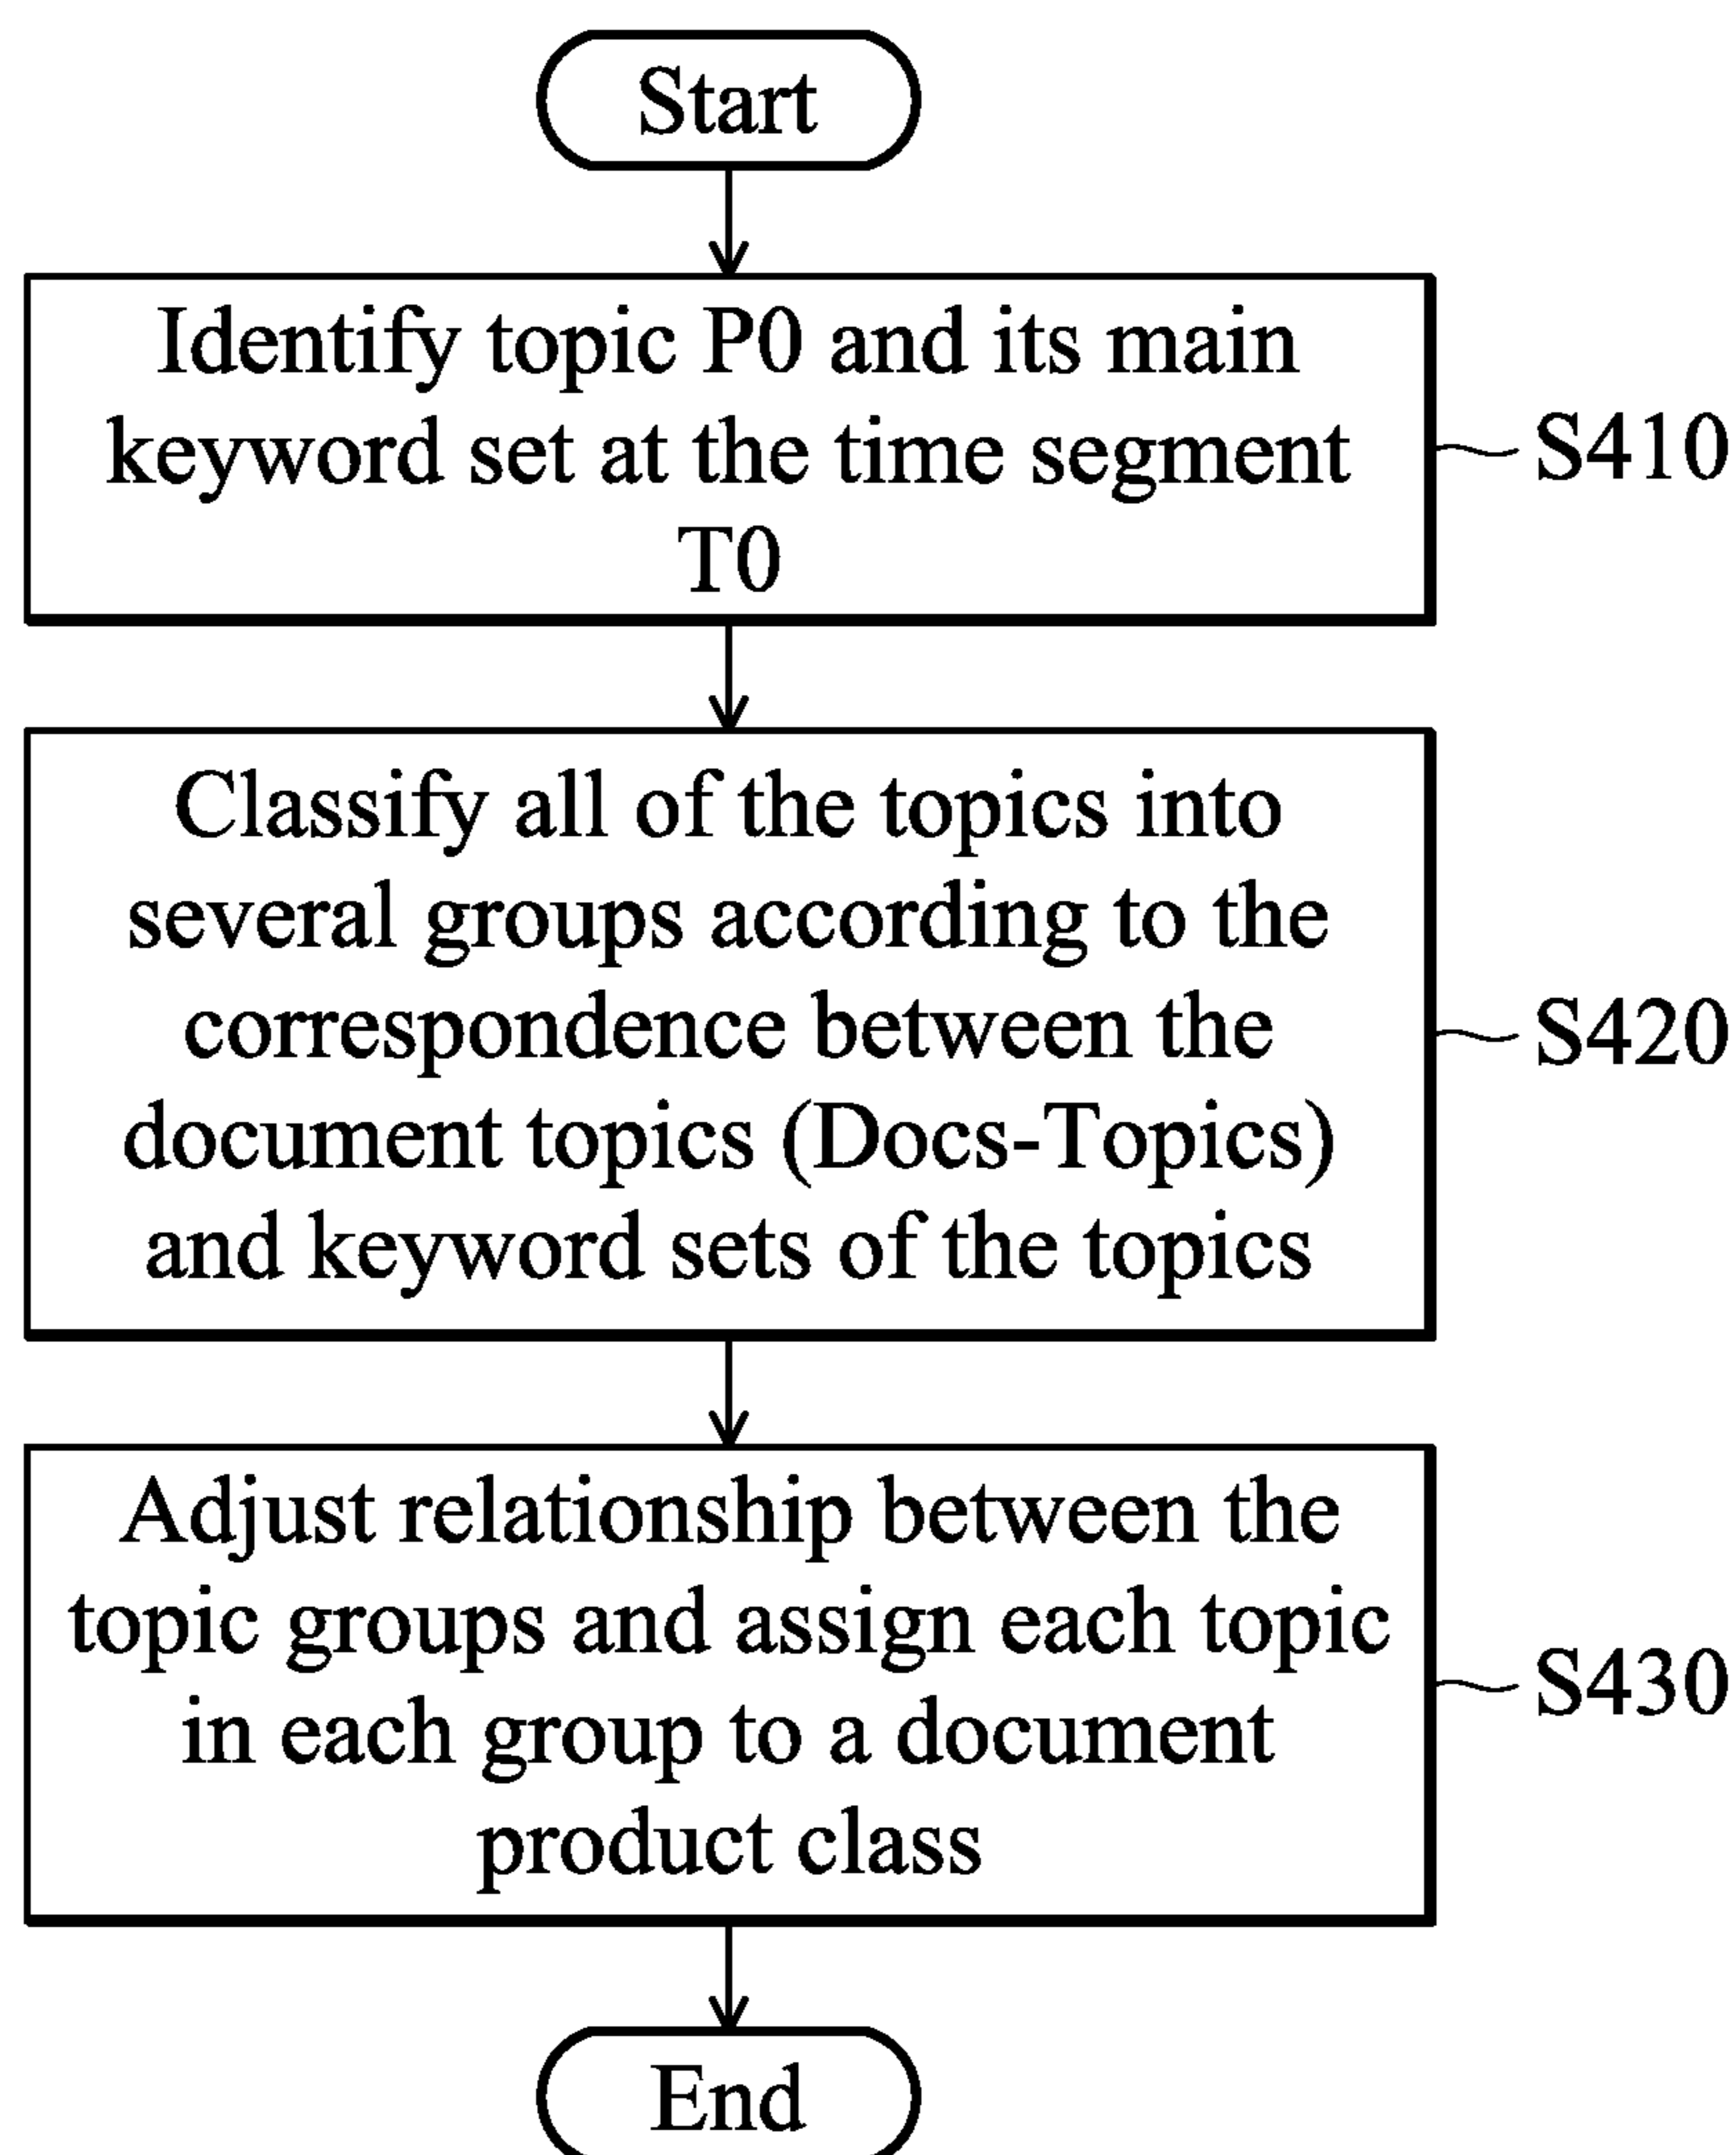 Start
Identify topic P0 and its main
keyword set at the time segment
T0
S410
Classify all of the topics into
several groups according to the
correspondence between the
document topics (Docs-Topics)
and keyword sets of the topics
S420
Adjust relationship between the
topic groups and assign each topic
in each group to a document
product class
S430
End